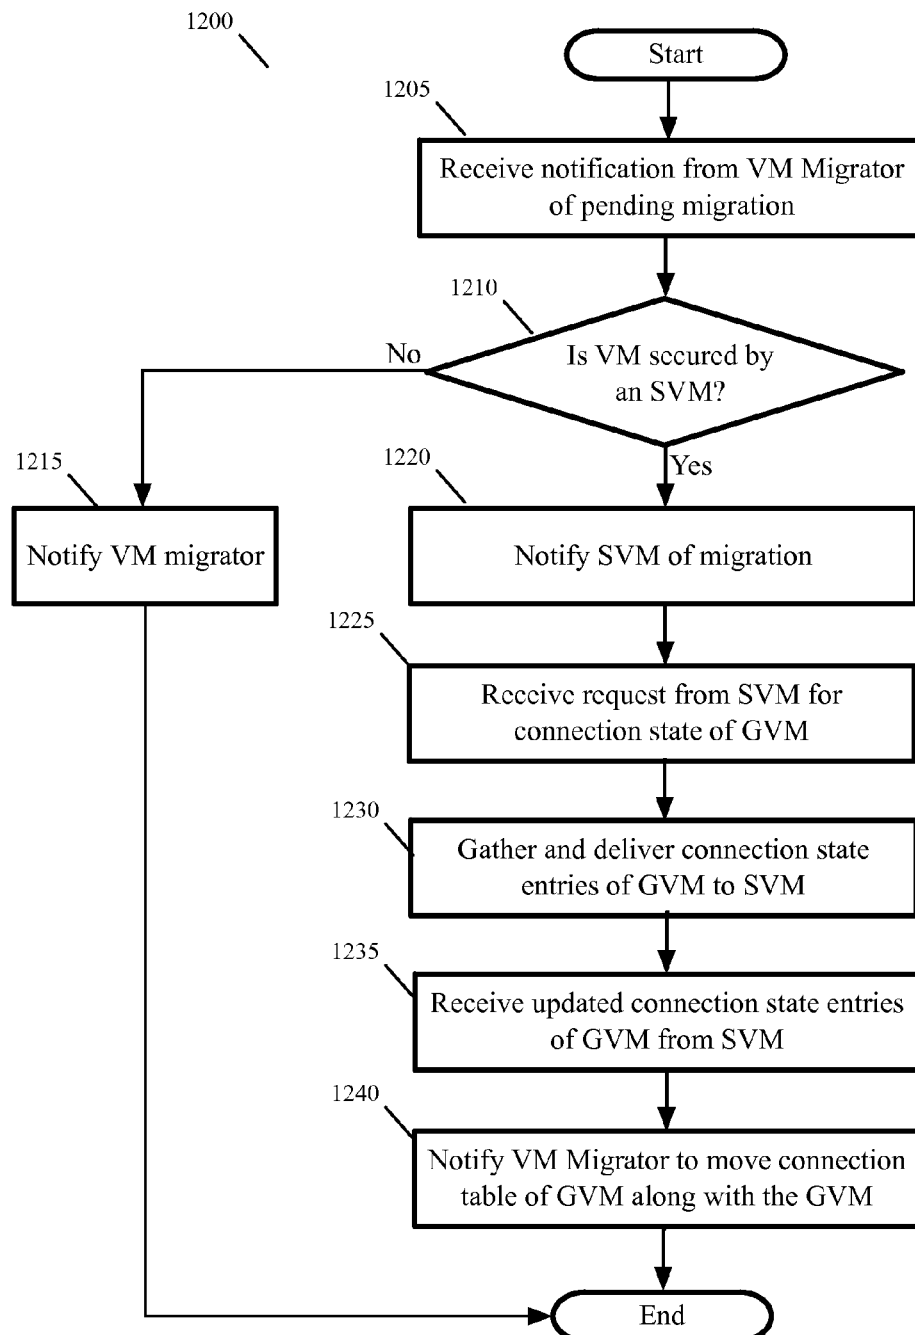 1200
Start
1205
Receive notification from VM Migrator
of pending migration
1210
Is VM secured by
an SVM?
No
Yes
1215
Notify VM migrator
1220
Notify SVM of migration
1225
Receive request from SVM for
connection state of GVM
1230
Gather and deliver connection state
entries of GVM to SVM
1235
Receive updated connection state entries
of GVM from SVM
1240
Notify VM Migrator to move connection
table of GVM along with the GVM
End